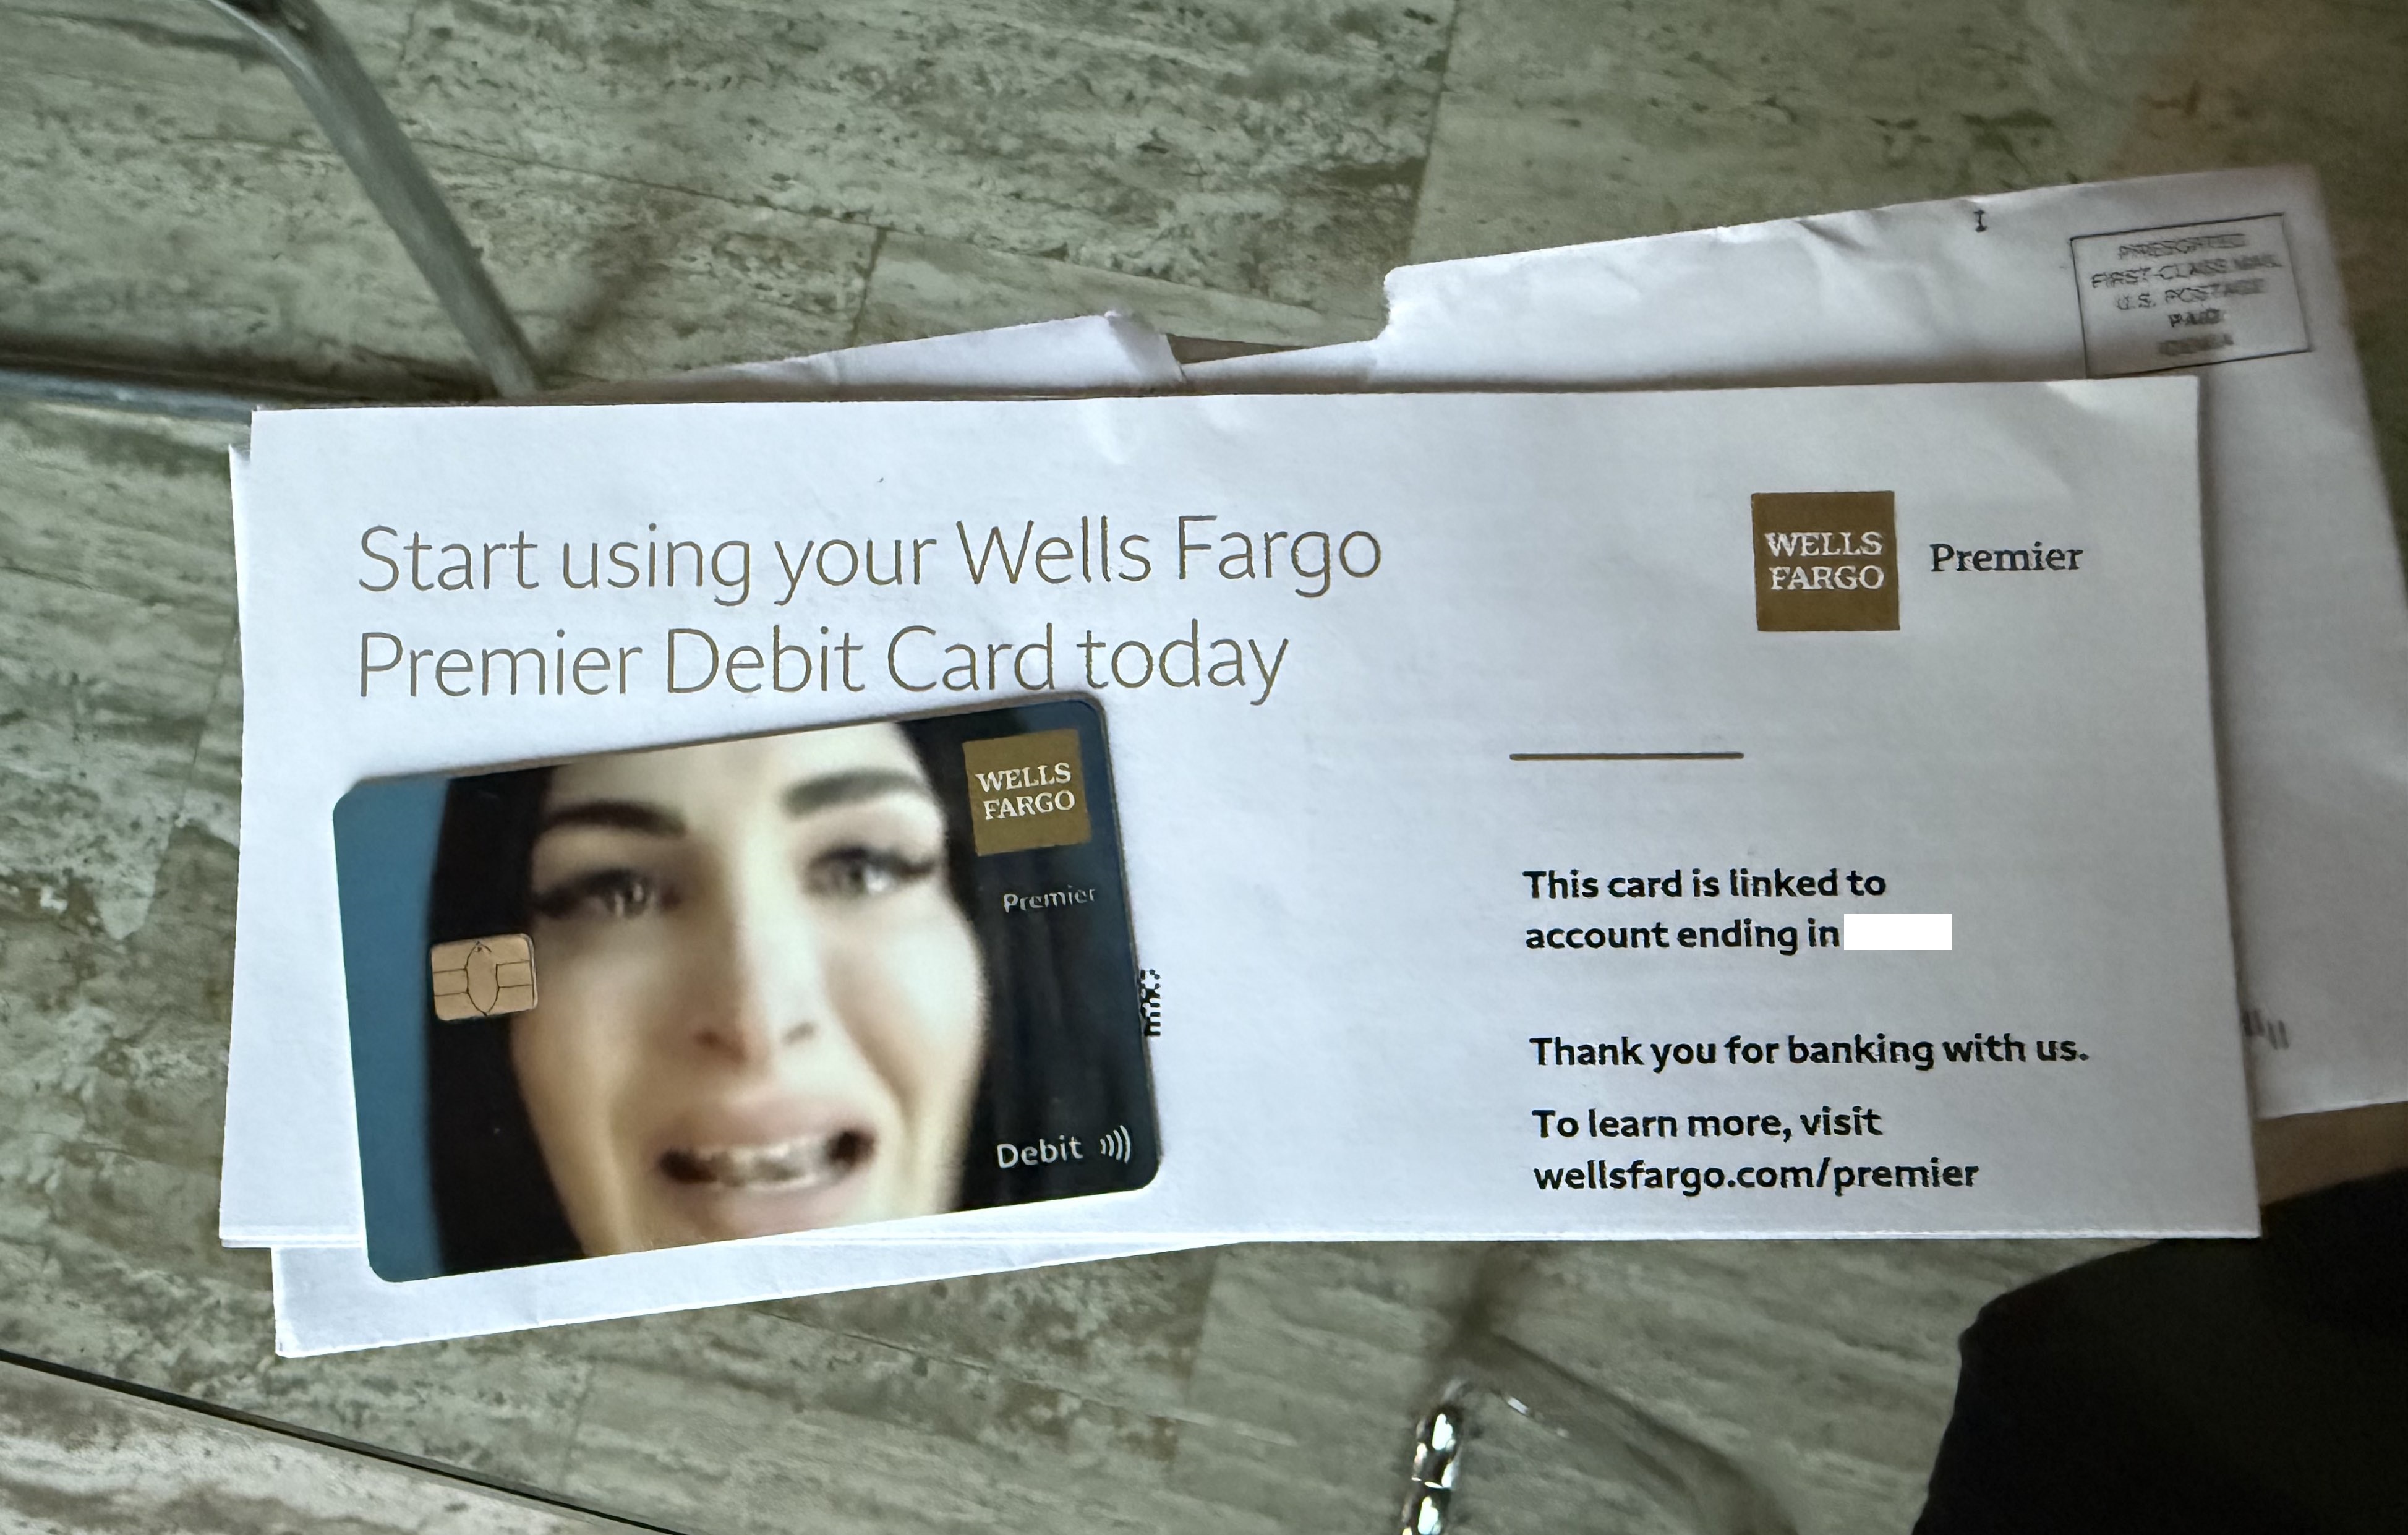 PRESORTED
FIRST-CLASS MAIL
U.S. POSTAGE
PAID
Start using your Wells Fargo
Premier Debit Card today
WELLS
FARGO
Premier
WELLS
FARGO
Premier
Debit
This card is linked to
account ending in
Thank you for banking with us.
To learn more, visit
wellsfargo.com/premier